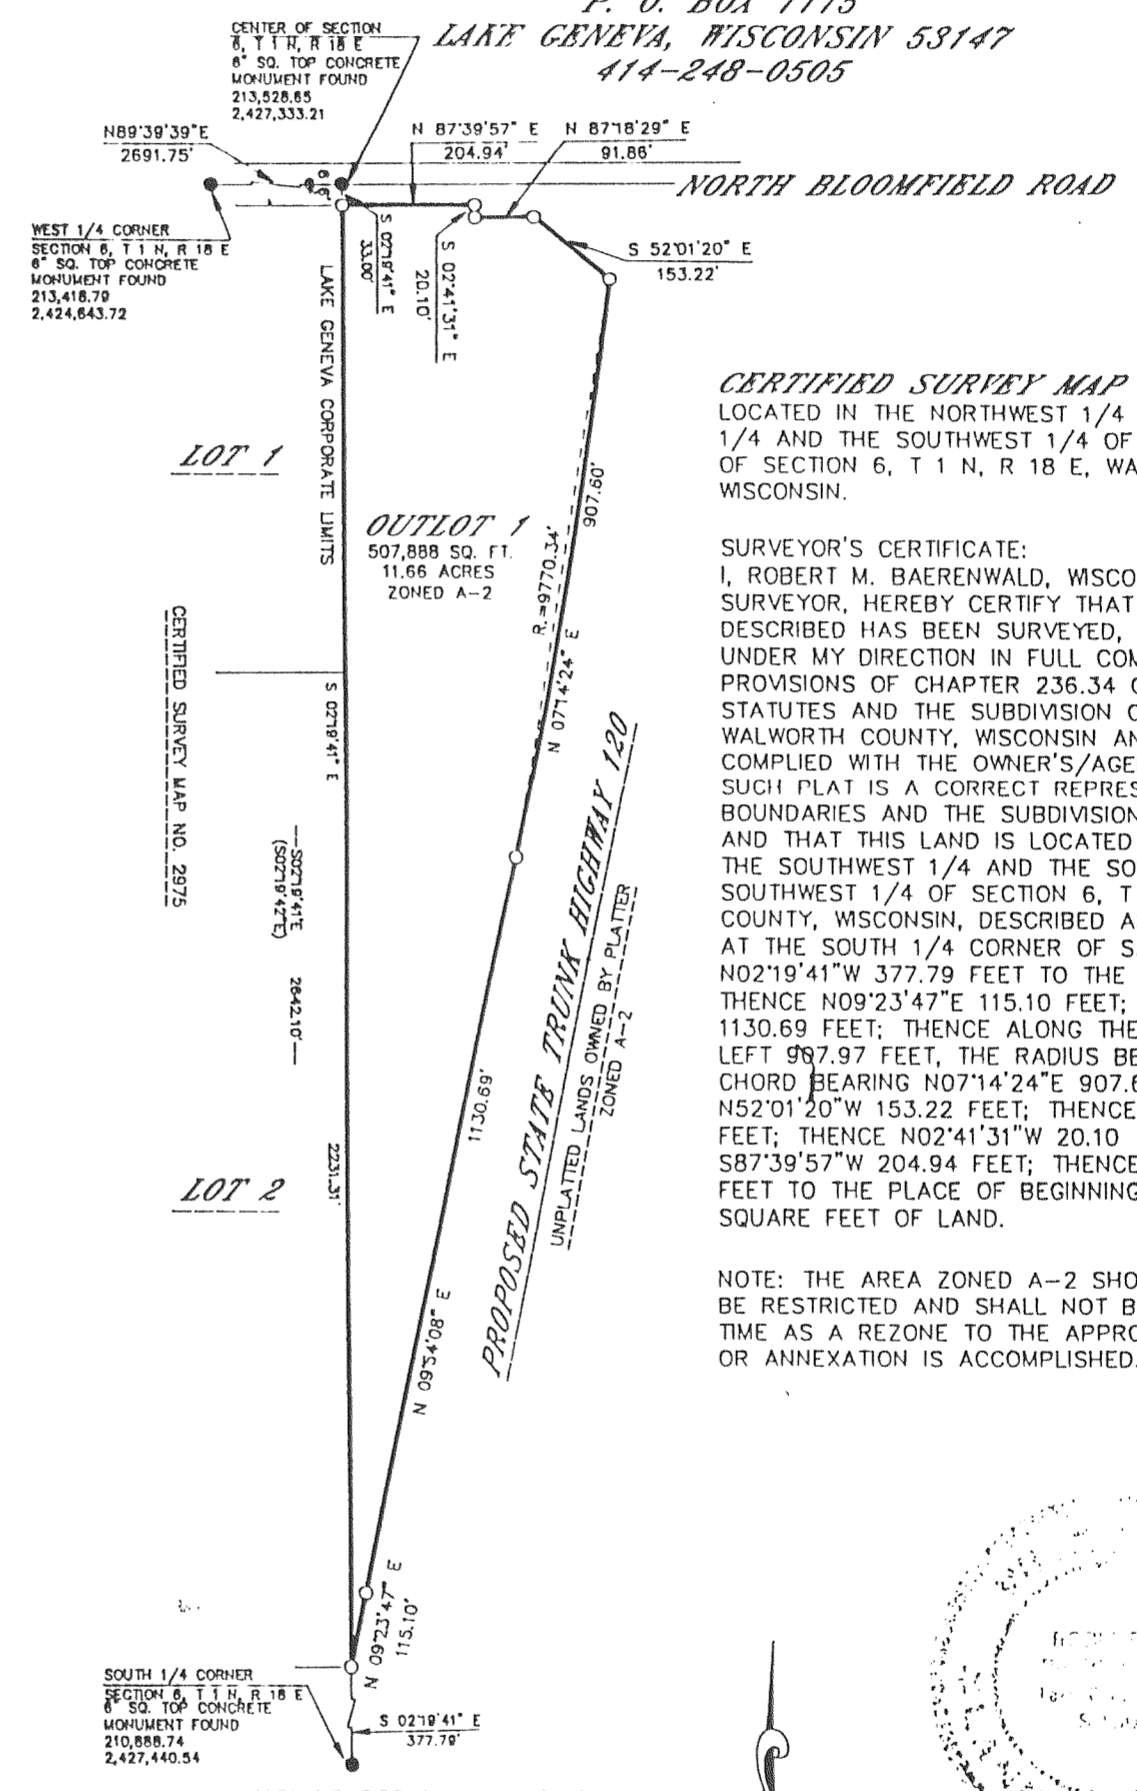 P. O. BOX 1115
LAKE GENEVA, WISCONSIN 53147
414-248-0505
CENTER OF SECTION
6, T 1 N, R 18 E
6" SQ. TOP CONCRETE
MONUMENT FOUND
213,528.65
2,427,333.21
N89°39'39"E
2691.75'
N 87°39'57" E
204.94'
N 87°18'29" E
91.86'
NORTH BLOOMFIELD ROAD
WEST 1/4 CORNER
SECTION 6, T 1 N, R 18 E
6" SQ. TOP CONCRETE
MONUMENT FOUND
213,418.79
2,424,643.72
S 02°19'41" E
33.00'
S 02°41'31" E
20.10'
S 52°01'20" E
153.22'
LAKE GENEVA CORPORATE LIMITS
LOT 1
OUTLOT 1
507,888 SQ. FT.
11.66 ACRES
ZONED A-2
907.60'
R.=9770.34'
N 07°14'24" E
CERTIFIED SURVEY MAP NO. 2975
S 02°19'41" E
S02°19'41"E
(S02°19'42"E)
2642.10'
2231.31'
LOT 2
1130.69'
N 09°54'08" E
PROPOSED STATE TRUNK HIGHWAY 120
UNPLATTED LANDS OWNED BY PLATTER
ZONED A-2
N 09°23'47" E
115.10'
SOUTH 1/4 CORNER
SECTION 6, T 1 N, R 18 E
6" SQ. TOP CONCRETE
MONUMENT FOUND
210,888.74
2,427,440.54
S 02°19'41" E
377.79'
CERTIFIED SURVEY MAP
LOCATED IN THE NORTHWEST 1/4
1/4 AND THE SOUTHWEST 1/4 OF
OF SECTION 6, T 1 N, R 18 E, WA
WISCONSIN.
SURVEYOR'S CERTIFICATE:
I, ROBERT M. BAERENWALD, WISCO
SURVEYOR, HEREBY CERTIFY THAT
DESCRIBED HAS BEEN SURVEYED,
UNDER MY DIRECTION IN FULL COM
PROVISIONS OF CHAPTER 236.34 O
STATUTES AND THE SUBDIVISION O
WALWORTH COUNTY, WISCONSIN AN
COMPLIED WITH THE OWNER'S/AGE
SUCH PLAT IS A CORRECT REPRES
BOUNDARIES AND THE SUBDIVISION
AND THAT THIS LAND IS LOCATED
THE SOUTHWEST 1/4 AND THE SO
SOUTHWEST 1/4 OF SECTION 6, T
COUNTY, WISCONSIN, DESCRIBED A
AT THE SOUTH 1/4 CORNER OF S
N02°19'41"W 377.79 FEET TO THE
THENCE N09°23'47"E 115.10 FEET;
1130.69 FEET; THENCE ALONG THE
LEFT 907.97 FEET, THE RADIUS BE
CHORD BEARING N07°14'24"E 907.6
N52°01'20"W 153.22 FEET; THENCE
FEET; THENCE N02°41'31"W 20.10
S87°39'57"W 204.94 FEET; THENCE
FEET TO THE PLACE OF BEGINNING
SQUARE FEET OF LAND.
NOTE: THE AREA ZONED A-2 SHO
BE RESTRICTED AND SHALL NOT B
TIME AS A REZONE TO THE APPRO
OR ANNEXATION IS ACCOMPLISHED.